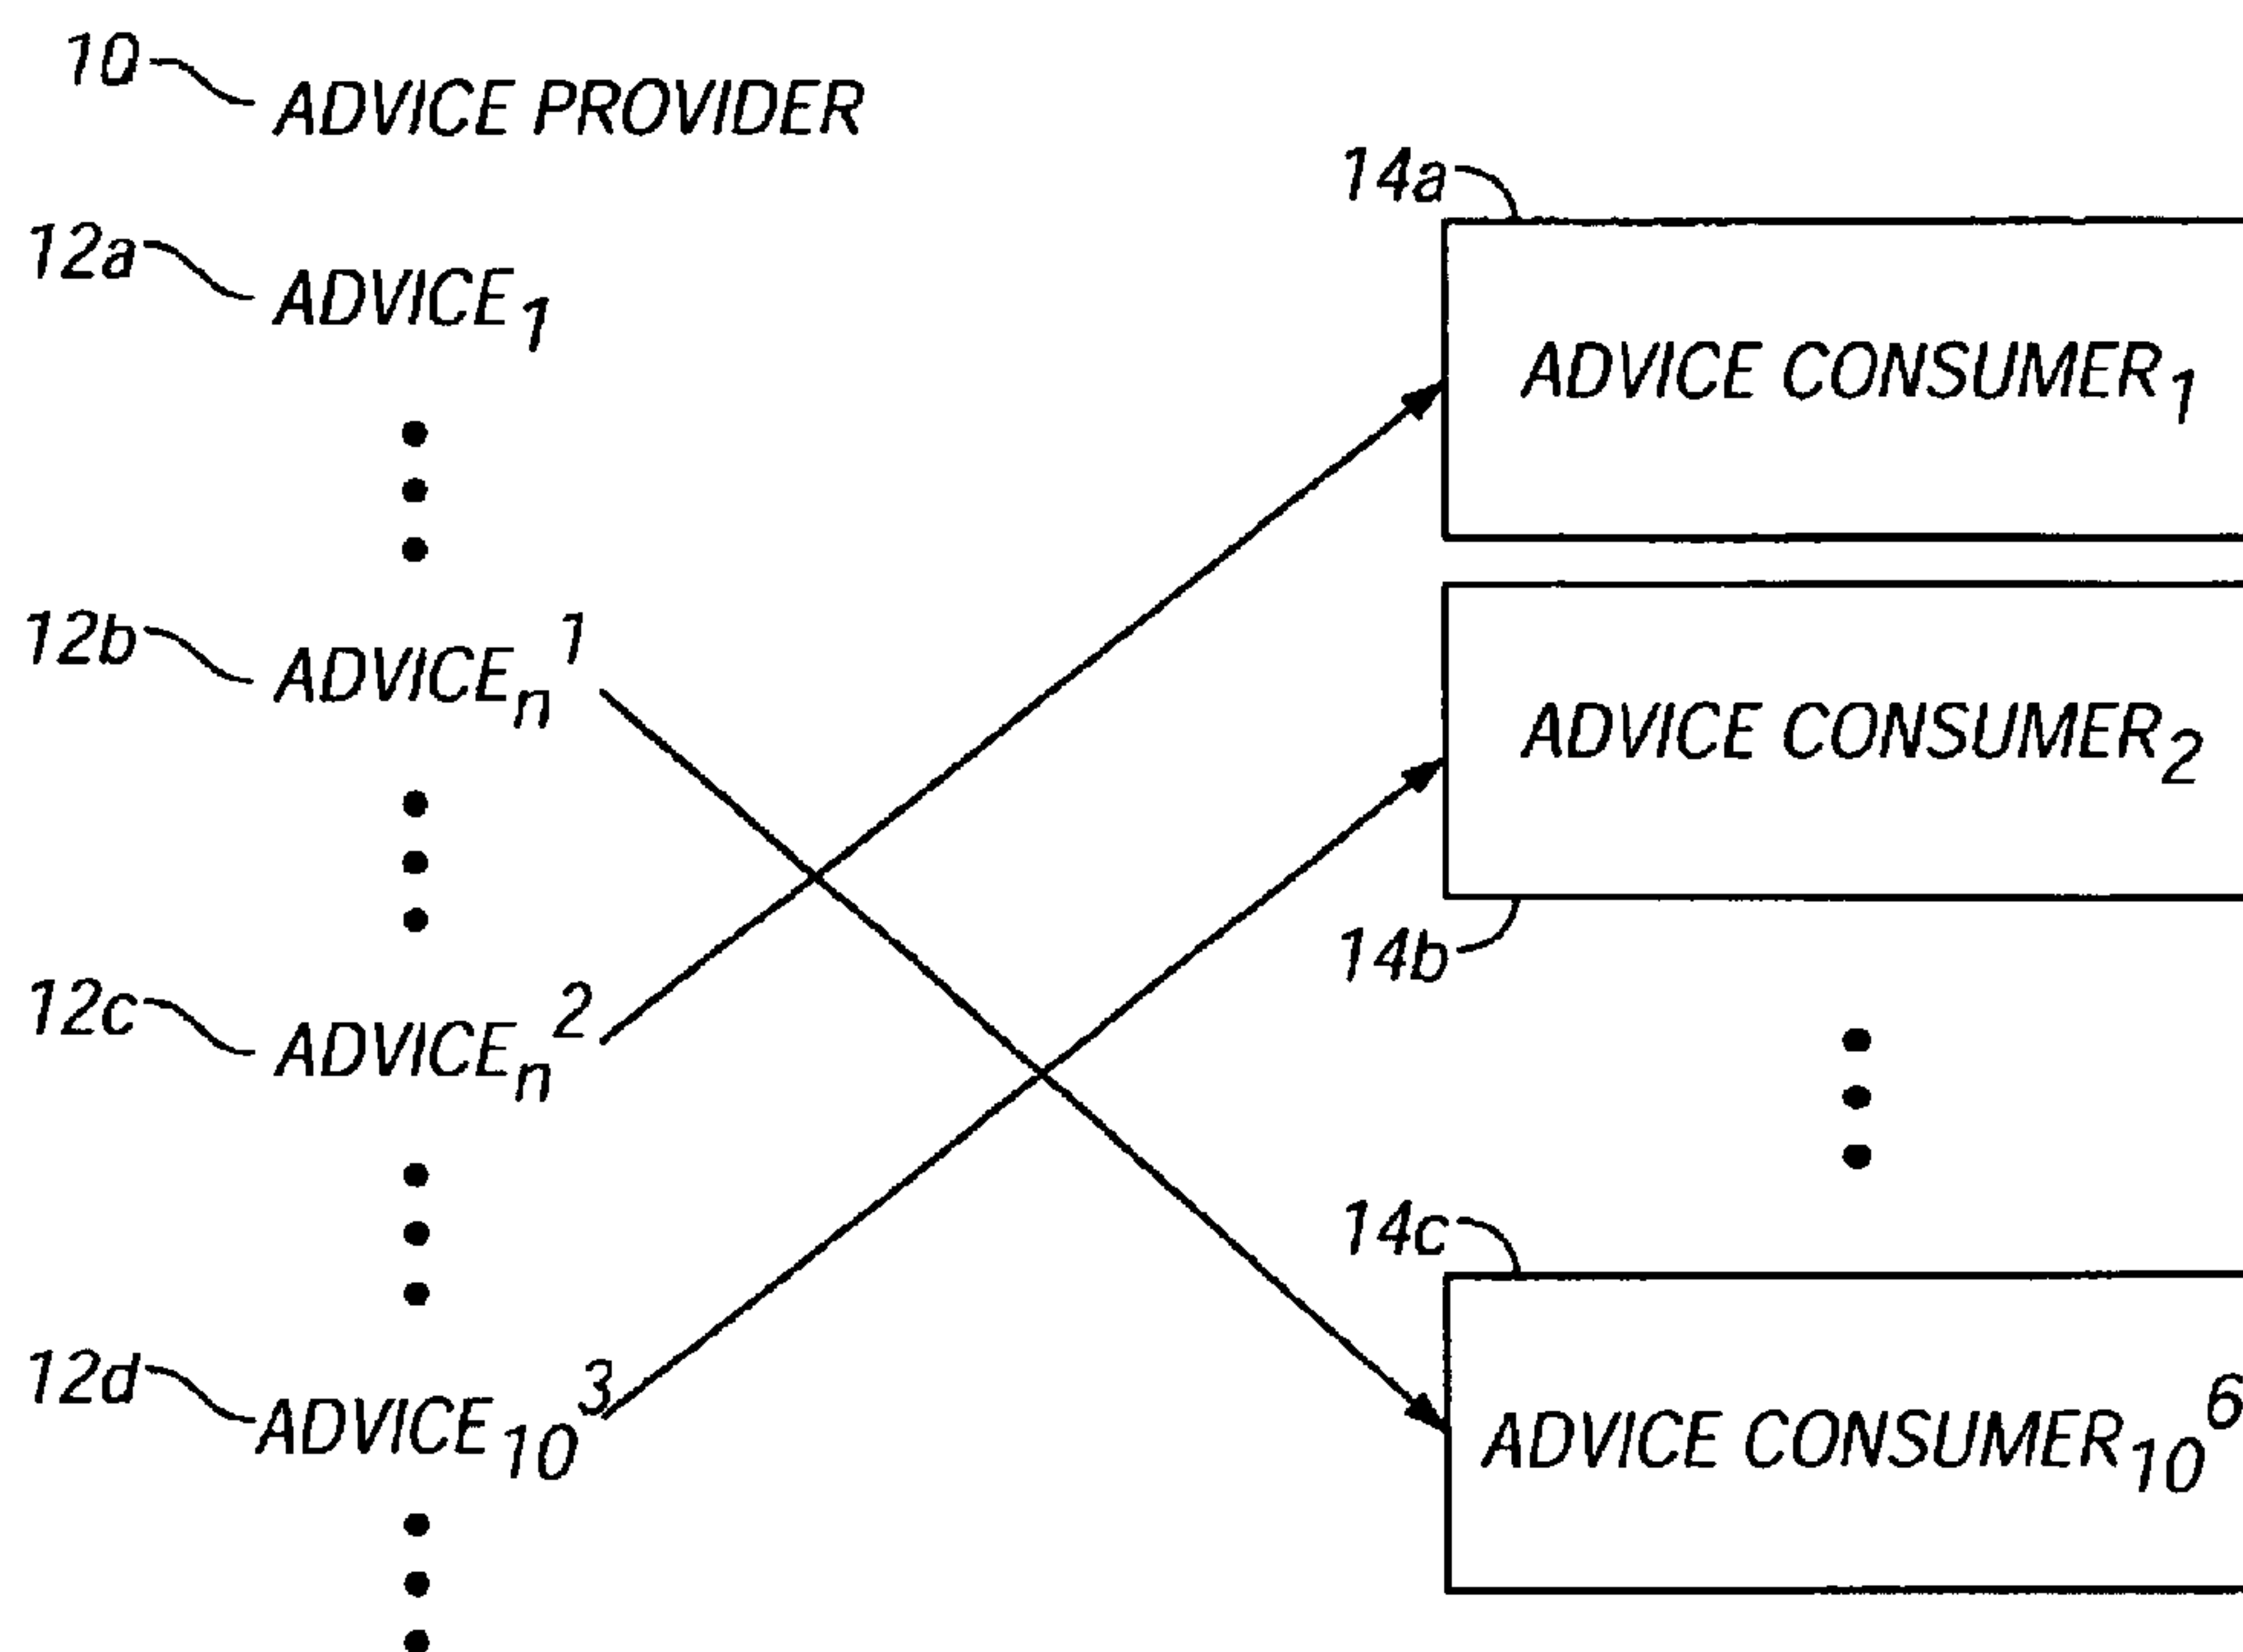 10 ADVICE PROVIDER
12a ADVICE1
12b ADVICEn1
12c ADVICEn2
12d ADVICE103
14a
ADVICE CONSUMER1
ADVICE CONSUMER2
14b
14c
ADVICE CONSUMER106